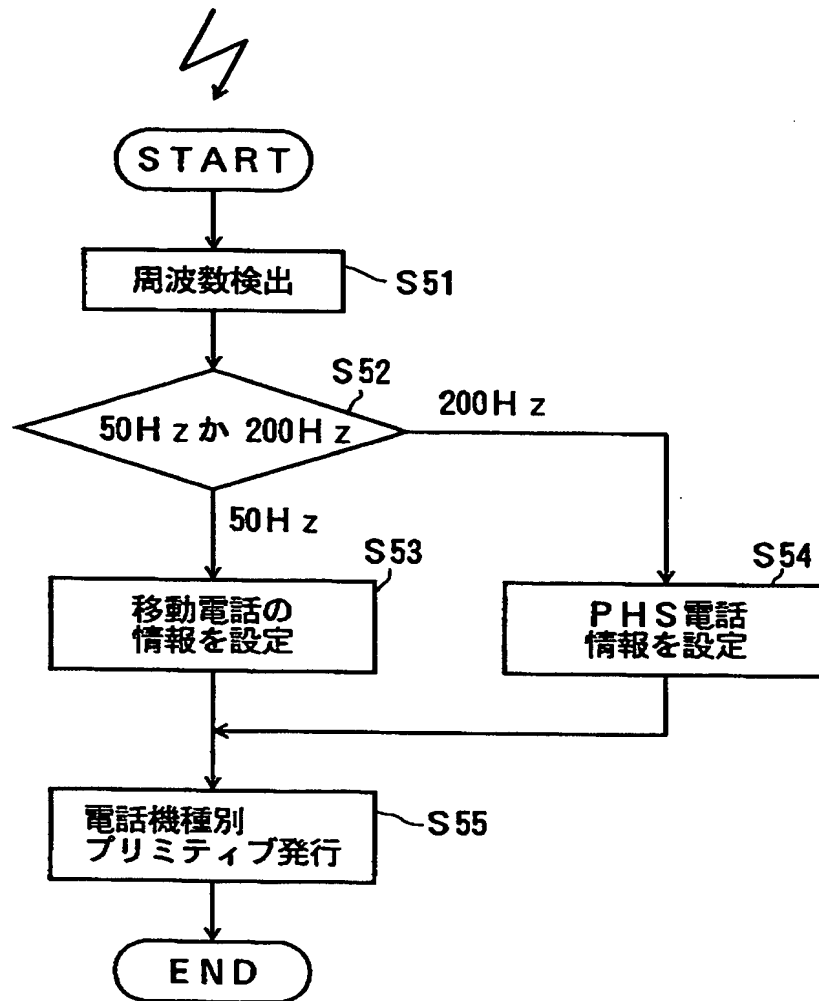 START
周波数検出
S51
S52
50Hzか 200Hz
200Hz
50Hz
S53
移動電話の
情報を設定
S54
PHS電話
情報を設定
電話機種別
プリミティブ発行
S55
END